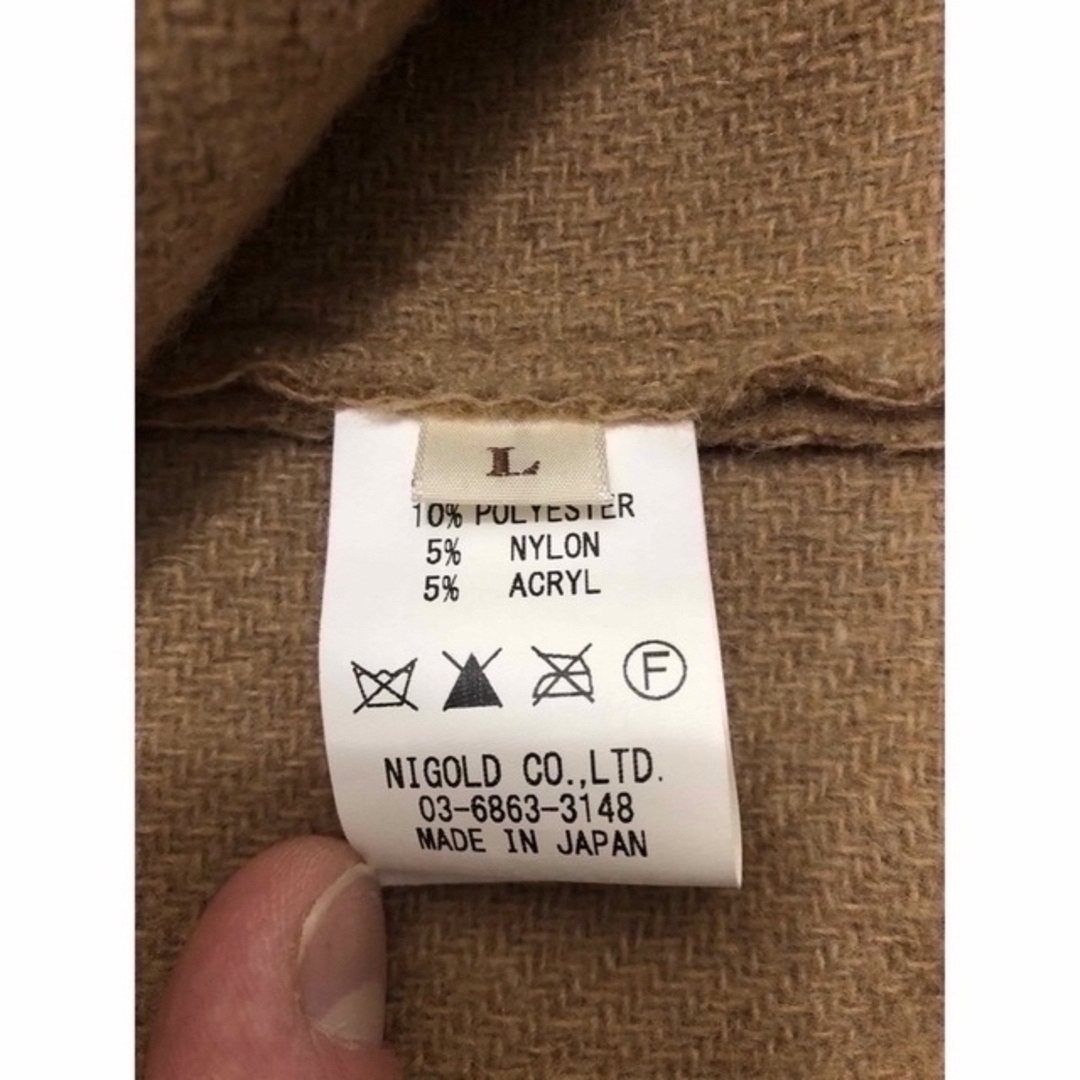 L
10% POLYESTER
5% NYLON
5% ACRYL
F
NIGOLD CO.,LTD.
03-6863-3148
MADE IN JAPAN